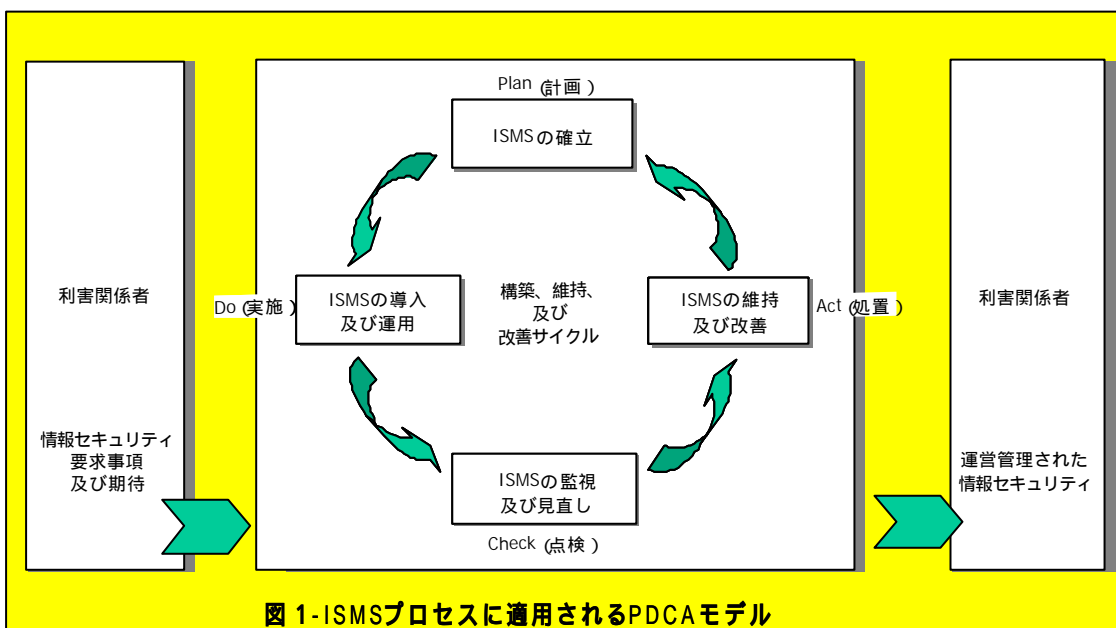 利害関係者
情報セキュリティ
要求事項
及び期待
Plan (計画)
ISMSの確立
Do (実施)
ISMSの導入
及び運用
構築、維持、
及び
改善サイクル
ISMSの維持
及び改善
Act (処置)
ISMSの監視
及び見直し
Check (点検)
利害関係者
運営管理された
情報セキュリティ
図 1-ISMSプロセスに適用されるPDCAモデル